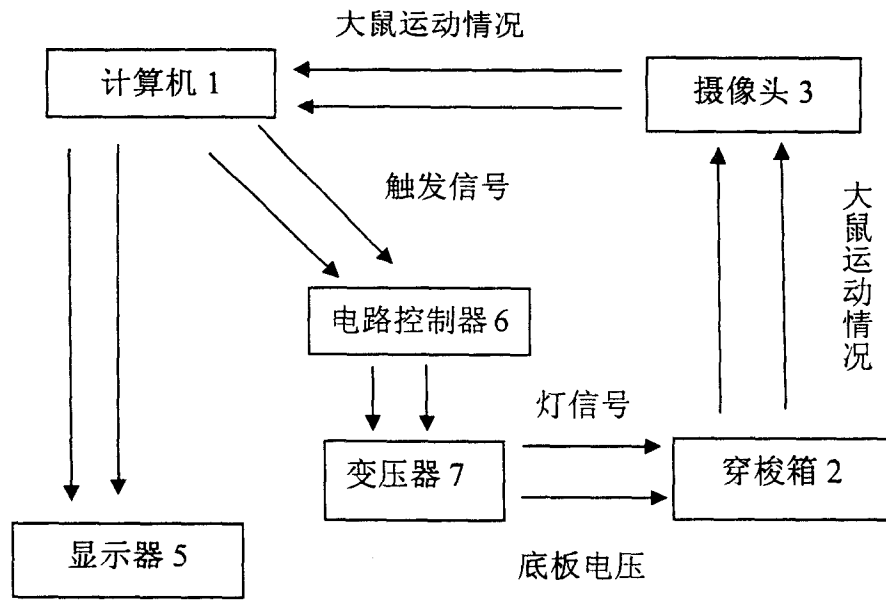 大鼠运动情况
计算机 1
摄像头 3
触发信号
大鼠运动情况
电路控制器 6
灯信号
变压器 7
穿梭箱 2
显示器 5
底板电压